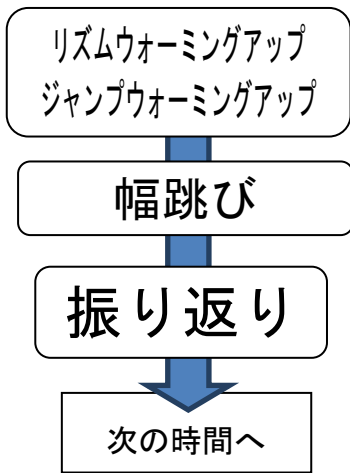 リズムウォーミングアップ
ジャンプウォーミングアップ
幅跳び
振り返り
次の時間へ